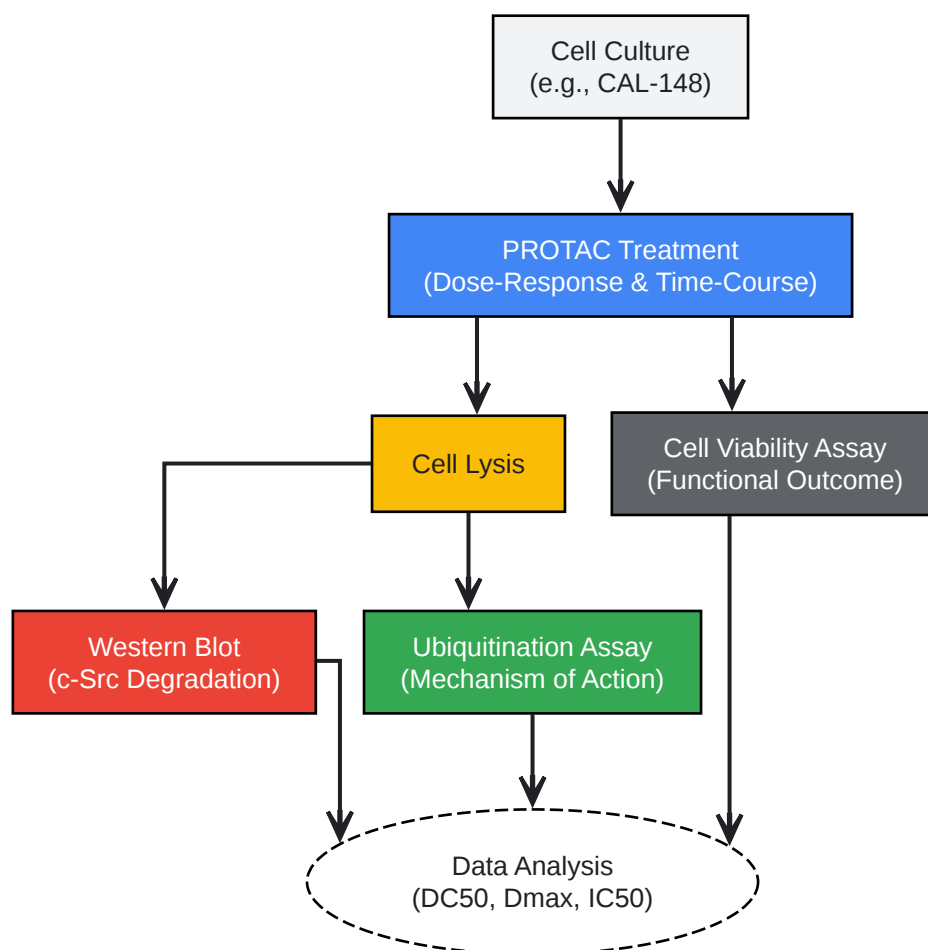 Cell Culture
(e.g., CAL-148)
PROTAC Treatment
(Dose-Response & Time-Course)
Cell Lysis
Cell Viability Assay
(Functional Outcome)
Western Blot
(c-Src Degradation)
Ubiquitination Assay
(Mechanism of Action)
Data Analysis
(DC50, Dmax, IC50)